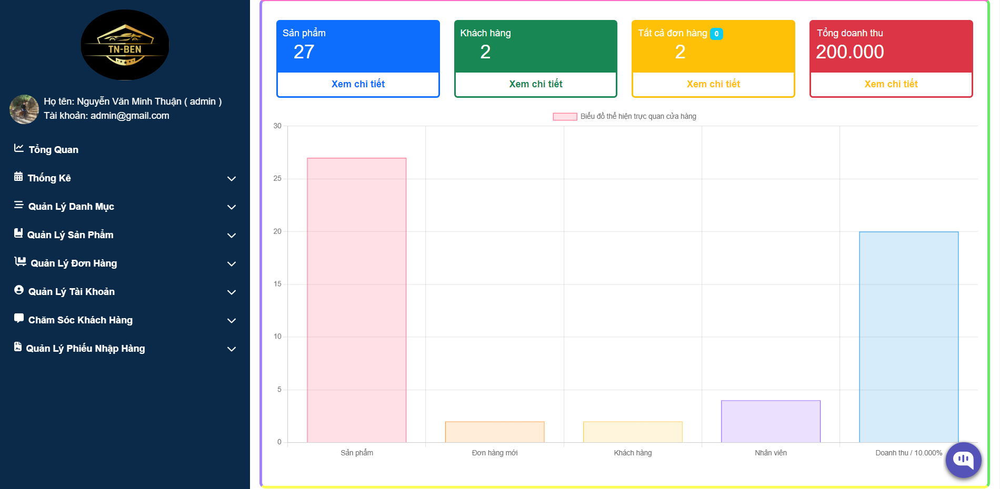 TN-BEN
Họ tên: Nguyễn Văn Minh Thuận ( admin )
Tài khoản: admin@gmail.com
Tổng Quan
Thống Kê
Quản Lý Danh Mục
Quản Lý Sản Phẩm
Quản Lý Đơn Hàng
Quản Lý Tài Khoản
Chăm Sóc Khách Hàng
Quản Lý Phiếu Nhập Hàng
Sản phẩm
27
Xem chi tiết
Khách hàng
2
Xem chi tiết
Tất cả đơn hàng 0
2
Xem chi tiết
Tổng doanh thu
200.000
Xem chi tiết
Biểu đồ thể hiện trực quan cửa hàng
30
25
20
15
10
5
0
Sản phẩm
Đơn hàng mới
Khách hàng
Nhân viên
Doanh thu / 10.000%